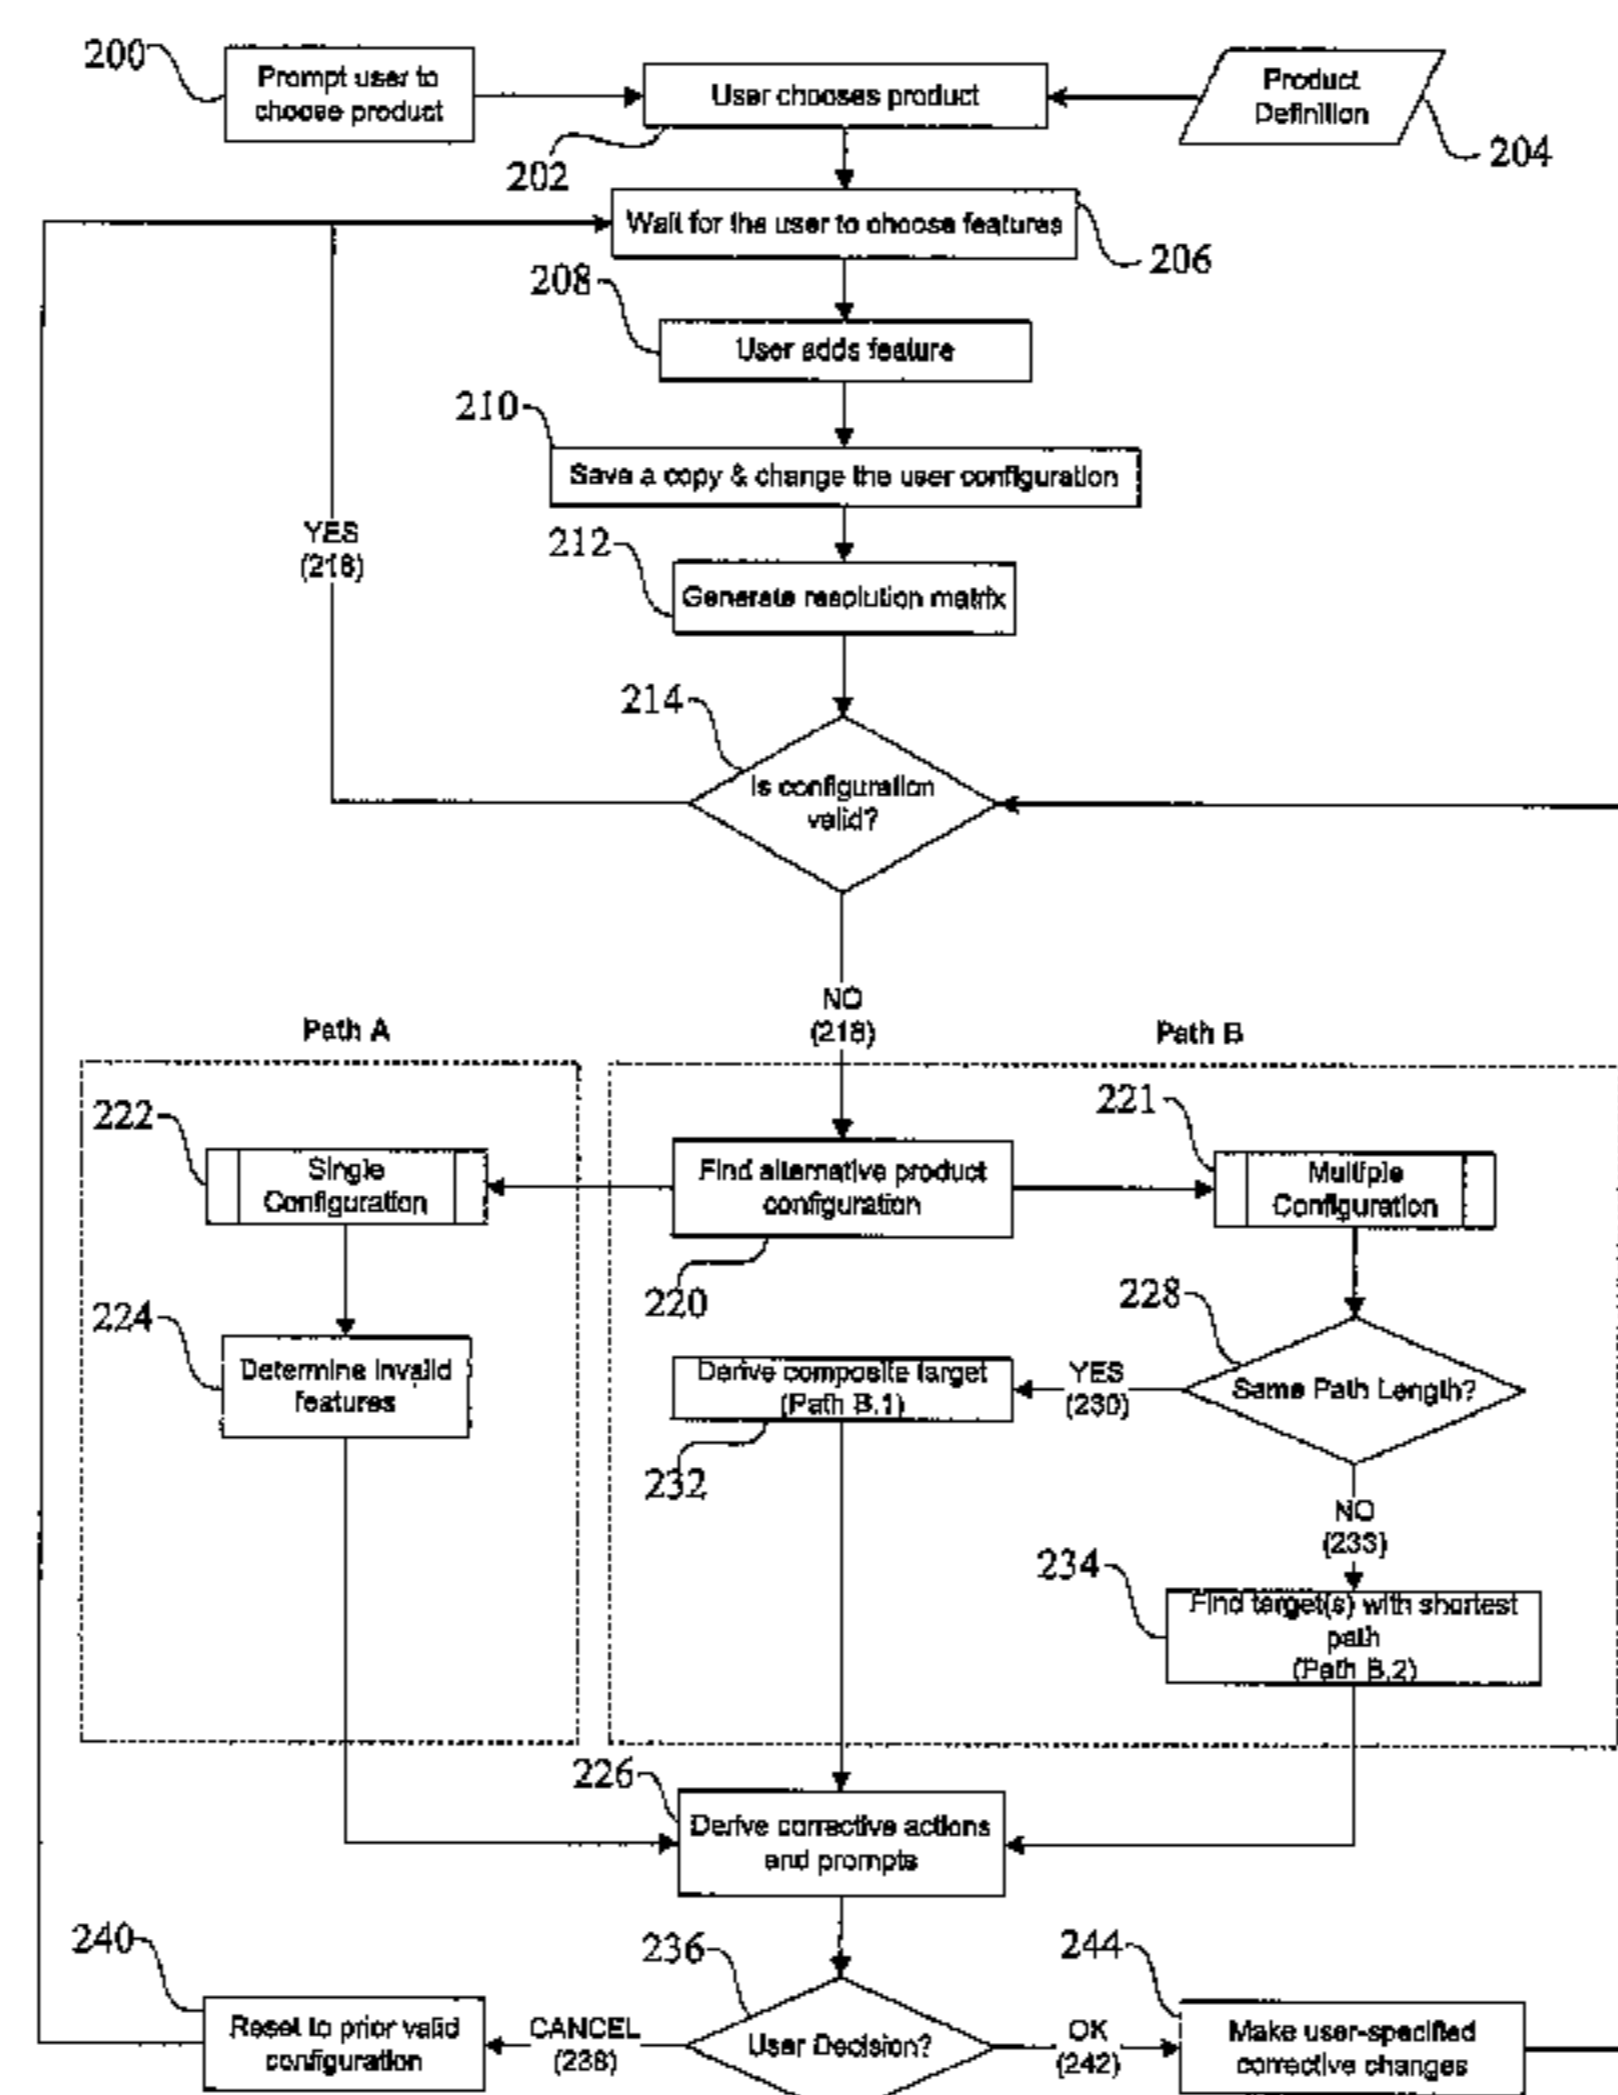 200
Prompt user to
choose product
User chooses product
Product
Definition
204
202
Wait for the user to choose features
206
208
User adds feature
210
Save a copy & change the user configuration
YES
(216)
212
Generate resolution matrix
214
Is configuration
valid?
NO
(218)
Path A
Path B
222
Single
Configuration
Find alternative product
configuration
220
221
Multiple
Configuration
224
Determine invalid
features
228
Same Path Length?
YES
(230)
Derive composite target
(Path B.1)
232
NO
(233)
234
Find target(s) with shortest
path
(Path B.2)
226
Derive corrective actions
and prompts
240
Reset to prior valid
configuration
CANCEL
(238)
236
User Decision?
OK
(242)
244
Make user-specified
corrective changes